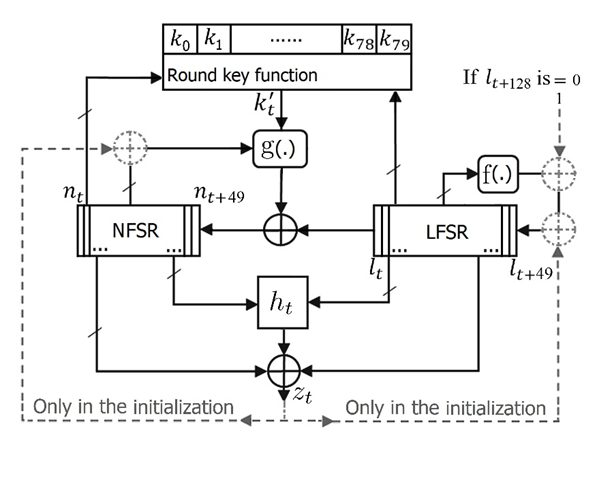 k₀ k₁ ...... k₇₈ k₇₉
Round key function
If lₜ₊₁₂₈ is = 0
k′ₜ
g(.)
f(.)
nₜ
nₜ₊₄₉
NFSR
... ...
LFSR
... ...
lₜ
lₜ₊₄₉
hₜ
zₜ
Only in the initialization
Only in the initialization